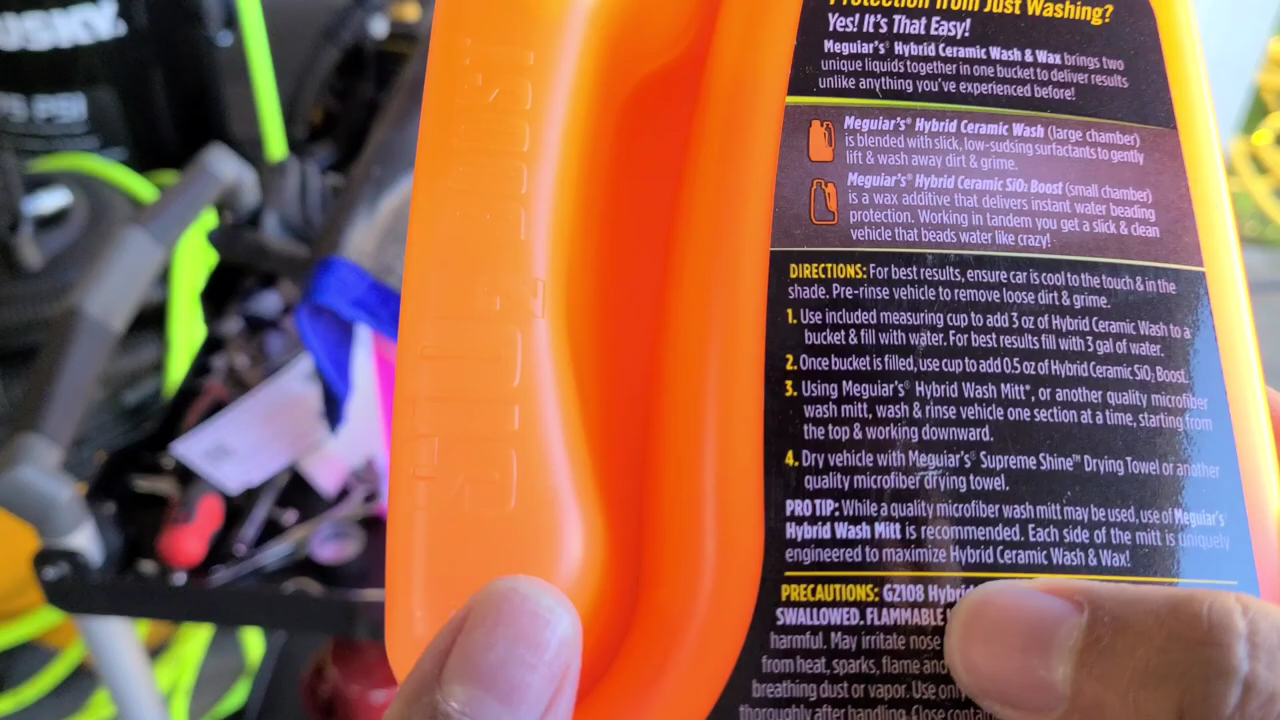 Protection from Just Washing?
Yes! It's That Easy!
Meguiar's® Hybrid Ceramic Wash & Wax brings two
unique liquids together in one bucket to deliver results
unlike anything you've experienced before!
Meguiar's® Hybrid Ceramic Wash (large chamber)
is blended with slick, low-sudsing surfactants to gently
lift & wash away dirt & grime.
Meguiar's® Hybrid Ceramic SiO₂ Boost (small chamber)
is a wax additive that delivers instant water beading
protection. Working in tandem you get a slick & clean
vehicle that beads water like crazy!
DIRECTIONS: For best results, ensure car is cool to the touch & in the
shade. Pre-rinse vehicle to remove loose dirt & grime.
1. Use included measuring cup to add 3 oz of Hybrid Ceramic Wash to a
bucket & fill with water. For best results fill with 3 gal of water.
2. Once bucket is filled, use cup to add 0.5 oz of Hybrid Ceramic SiO₂ Boost.
3. Using Meguiar's® Hybrid Wash Mitt*, or another quality microfiber
wash mitt, wash & rinse vehicle one section at a time, starting from
the top & working downward.
4. Dry vehicle with Meguiar's® Supreme Shine™ Drying Towel or another
quality microfiber drying towel.
PRO TIP: While a quality microfiber wash mitt may be used, use of Meguiar's
Hybrid Wash Mitt is recommended. Each side of the mitt is uniquely
engineered to maximize Hybrid Ceramic Wash & Wax!
PRECAUTIONS: G2108 Hybrid
SWALLOWED. FLAMMABLE
harmful. May irritate nose
from heat, sparks, flame and
breathing dust or vapor. Use only
thoroughly after handling. Close
USKY.
PSI